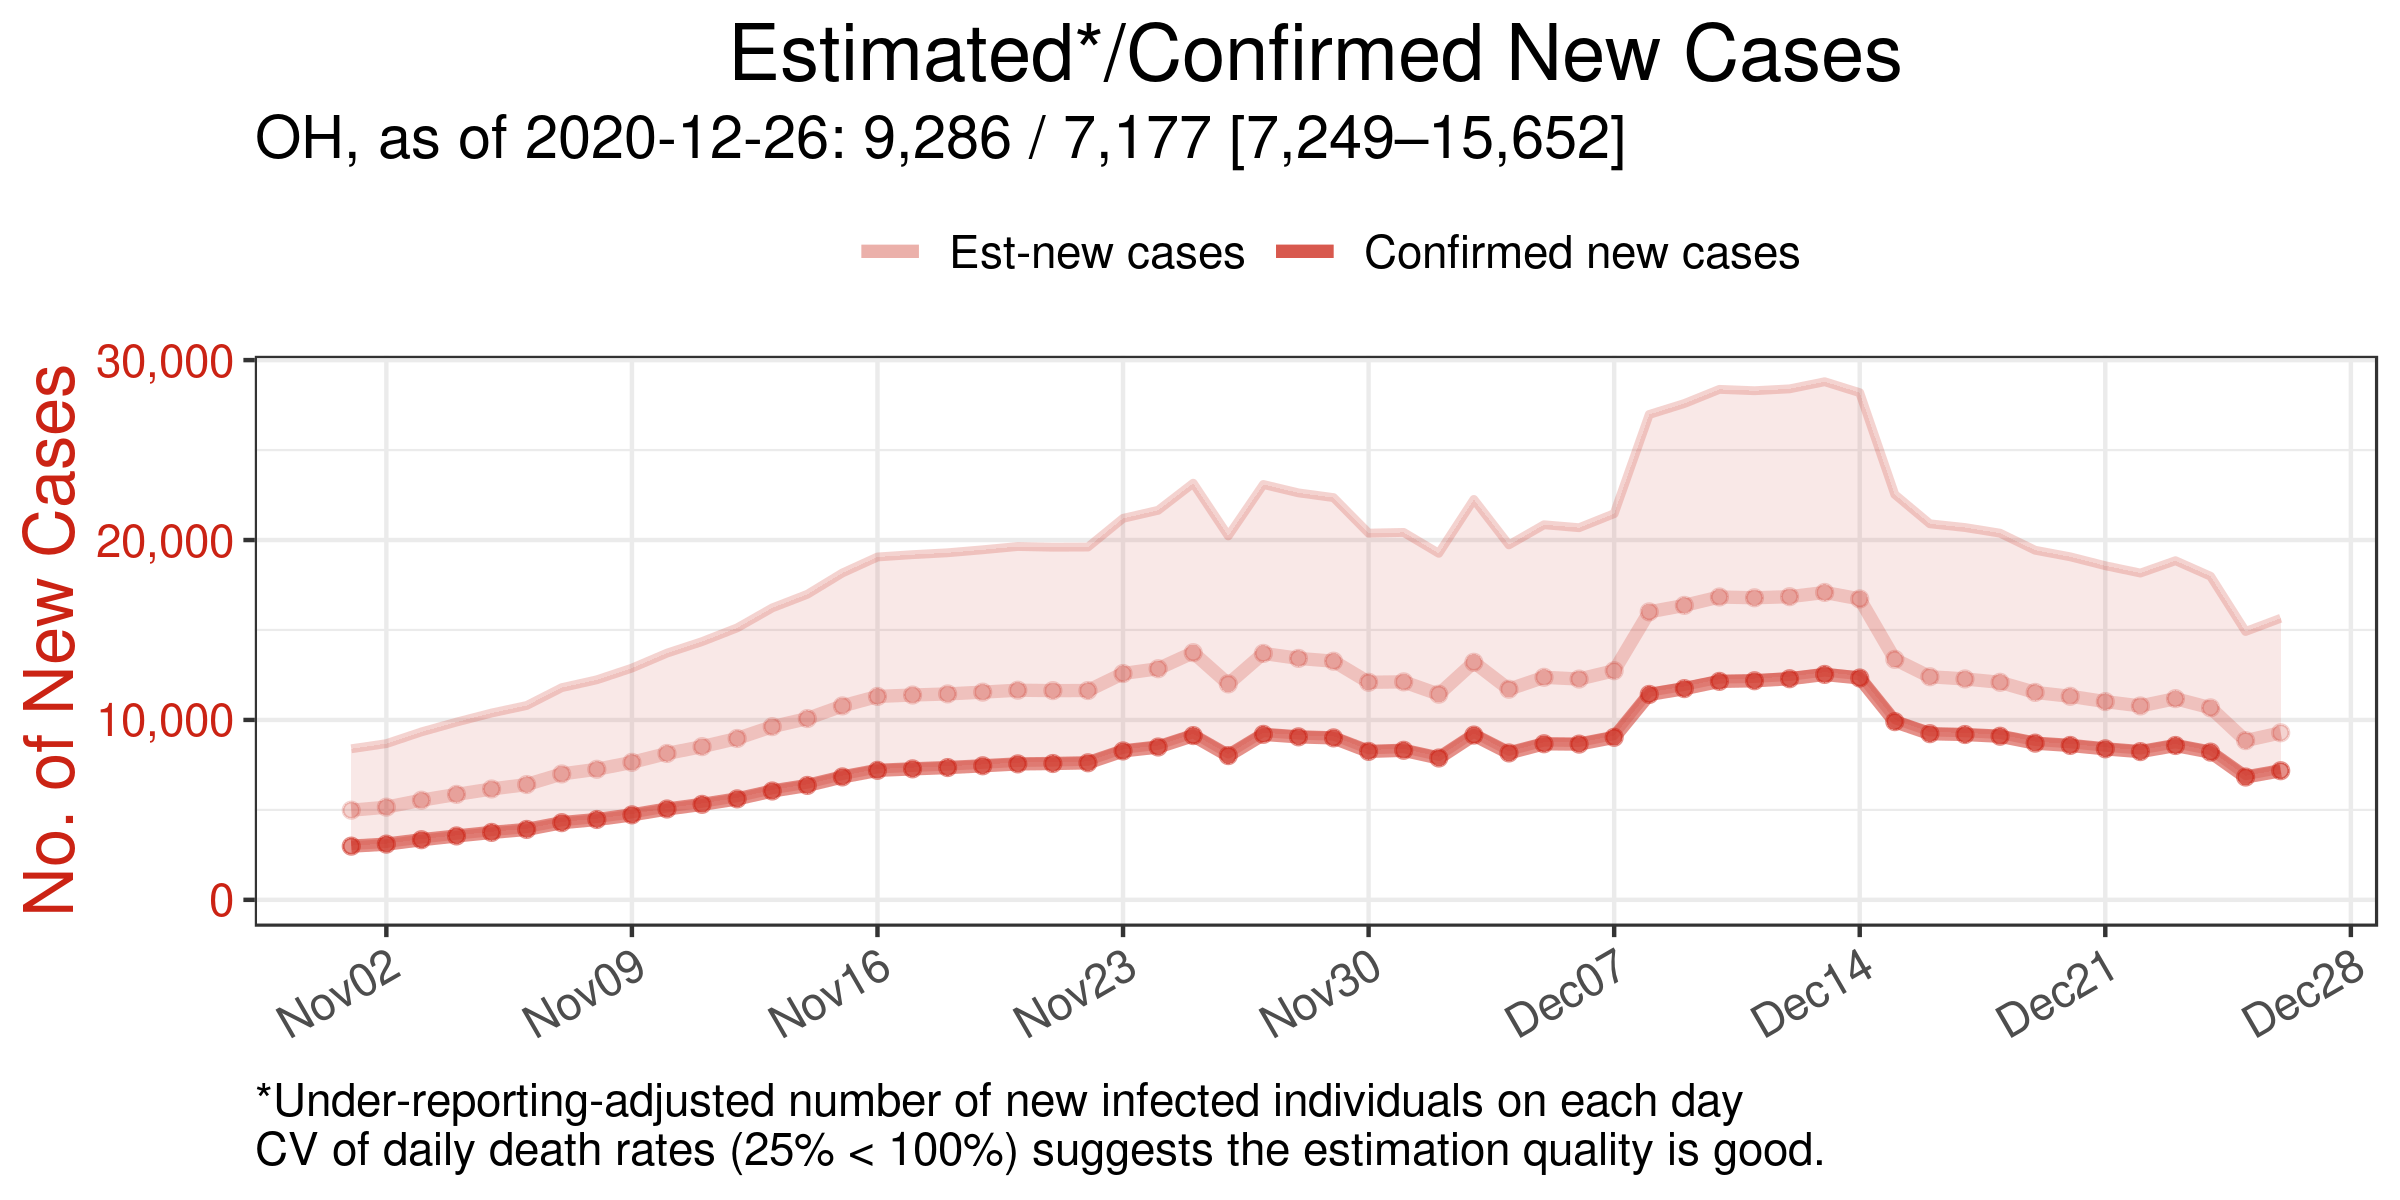 Estimated*/Confirmed New Cases
OH, as of 2020-12-26: 9,286 / 7,177 [7,249–15,652]
Est-new cases Confirmed new cases
No. of New Cases
30,000
20,000
10,000
0
Nov02 Nov09 Nov16 Nov23 Nov30 Dec07 Dec14 Dec21 Dec28
*Under-reporting-adjusted number of new infected individuals on each day
CV of daily death rates (25% < 100%) suggests the estimation quality is good.